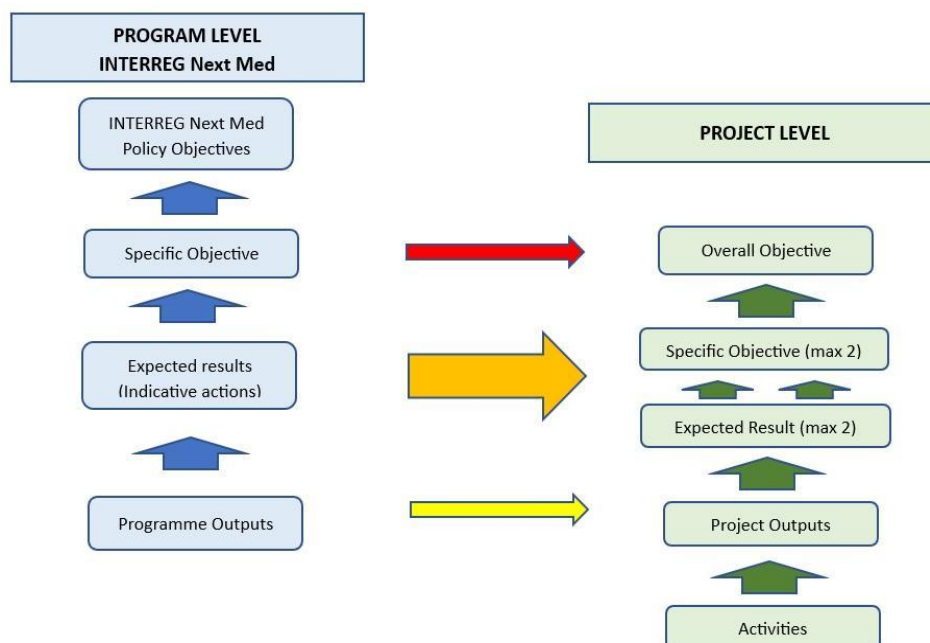 PROGRAM LEVEL
INTERREG Next Med
INTERREG Next Med
Policy Objectives
Specific Objective
Expected results
(Indicative actions)
Programme Outputs
PROJECT LEVEL
Overall Objective
Specific Objective (max 2)
Expected Result (max 2)
Project Outputs
Activities